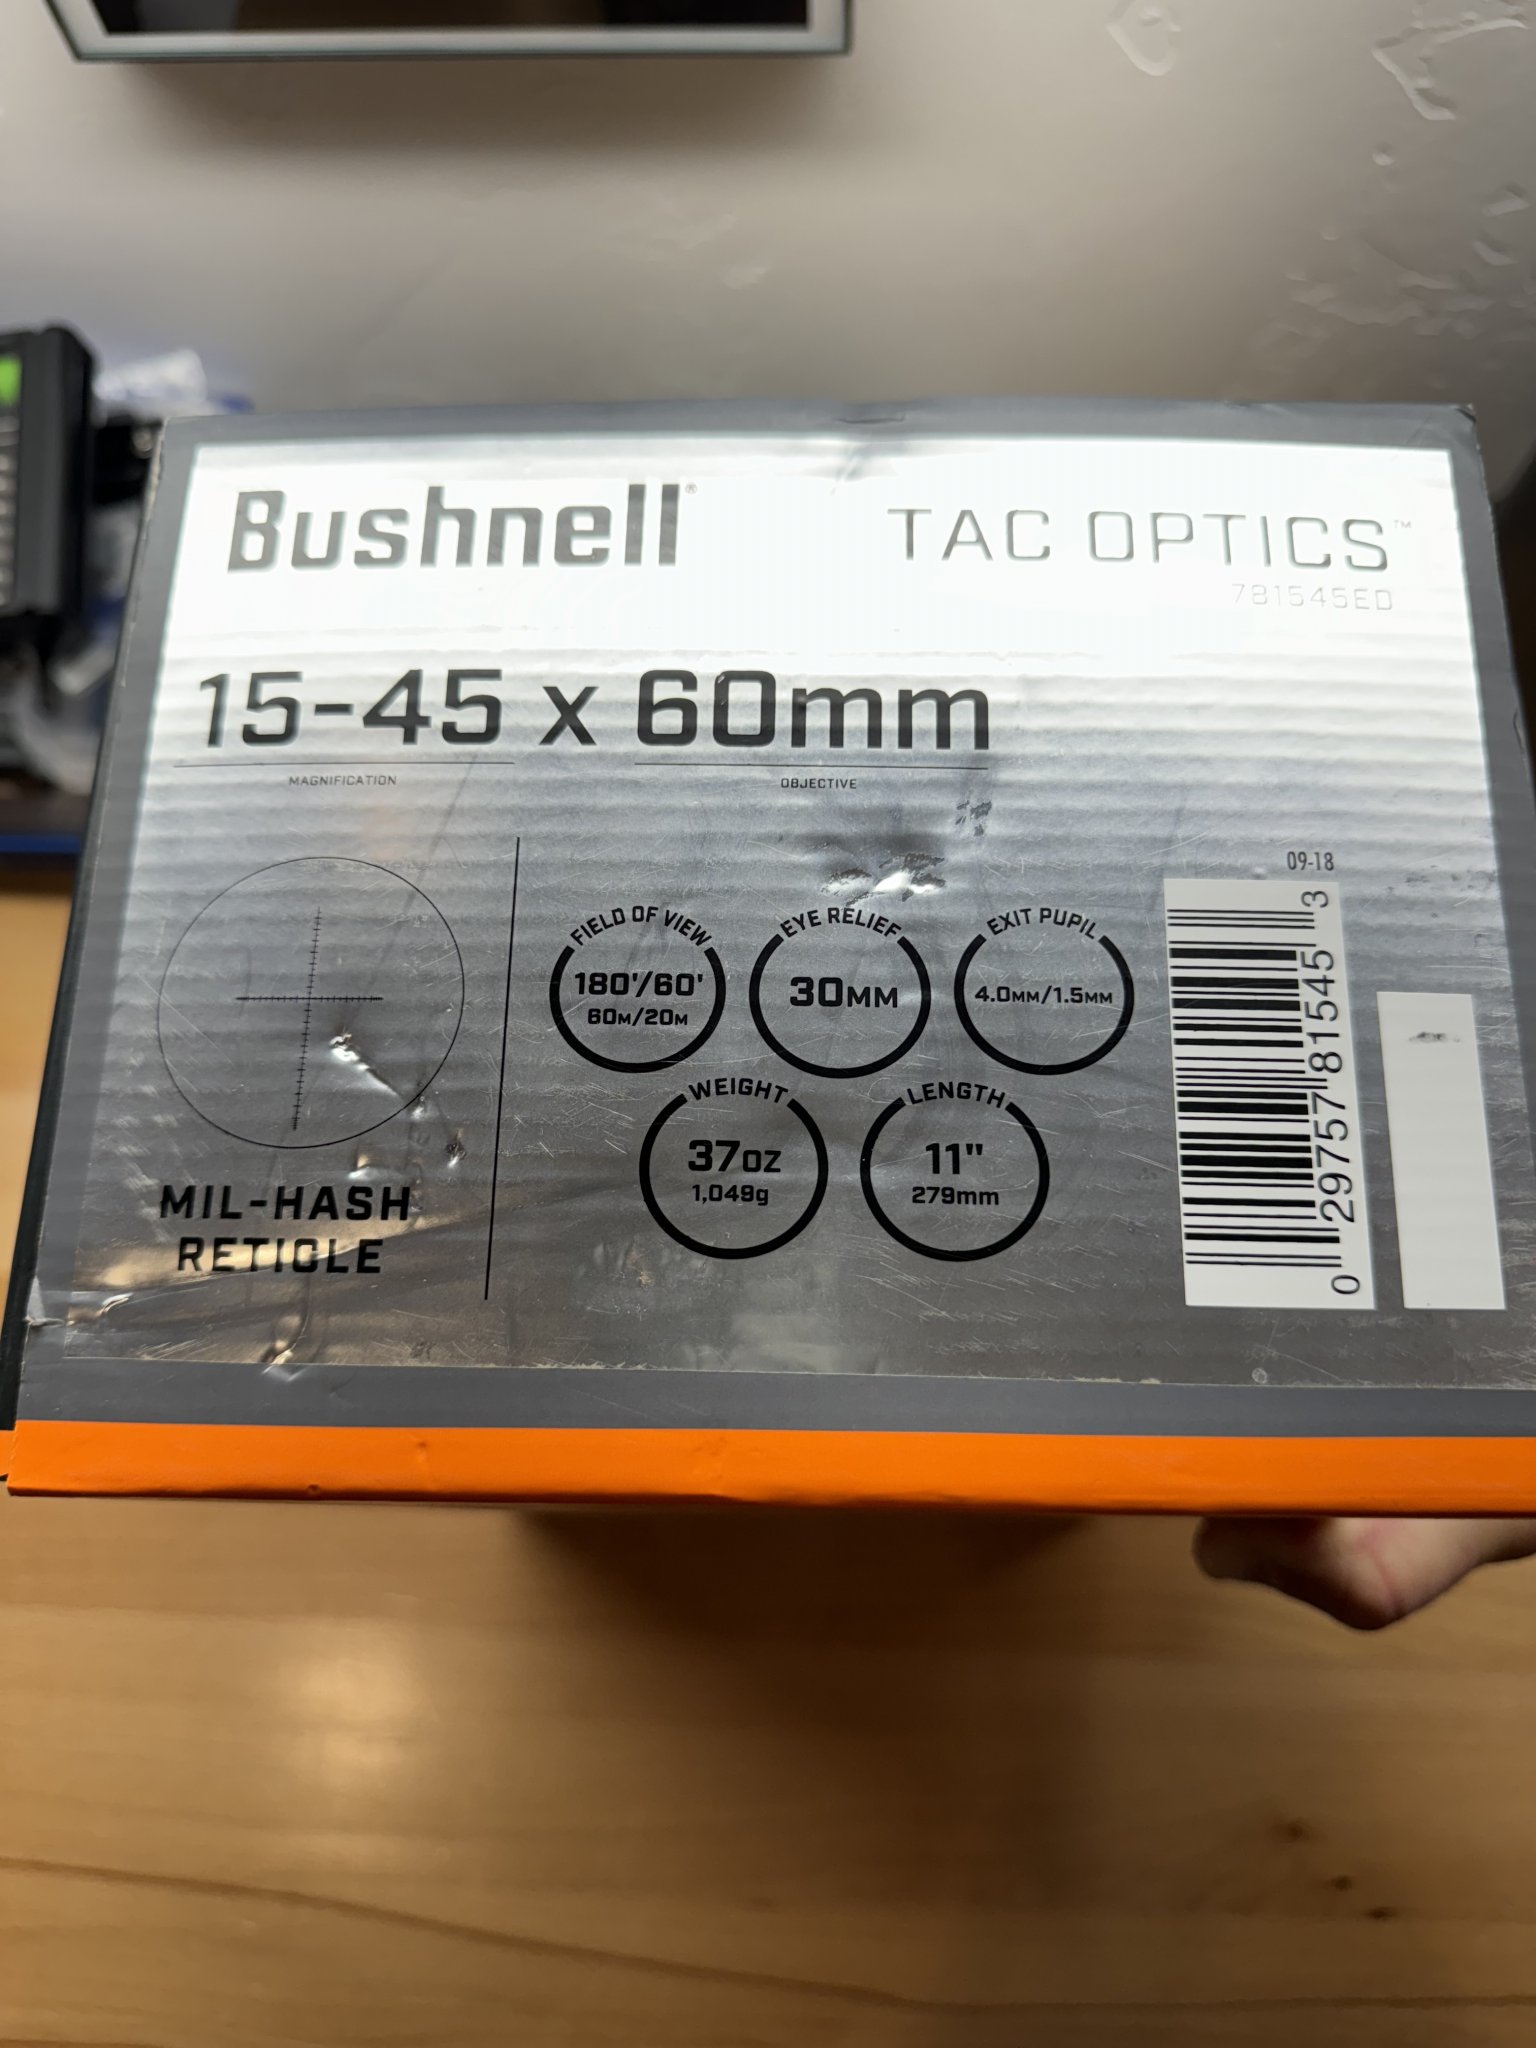 Bushnell®
TAC OPTICS™
781545ED
15-45 x 60mm
MAGNIFICATION
OBJECTIVE
MIL-HASH
RETICLE
FIELD OF VIEW
180'/60'
60M/20M
EYE RELIEF
30MM
EXIT PUPIL
4.0MM/1.5MM
WEIGHT
37OZ
1,049g
LENGTH
11"
279mm
09-18
0 29757 81545 3